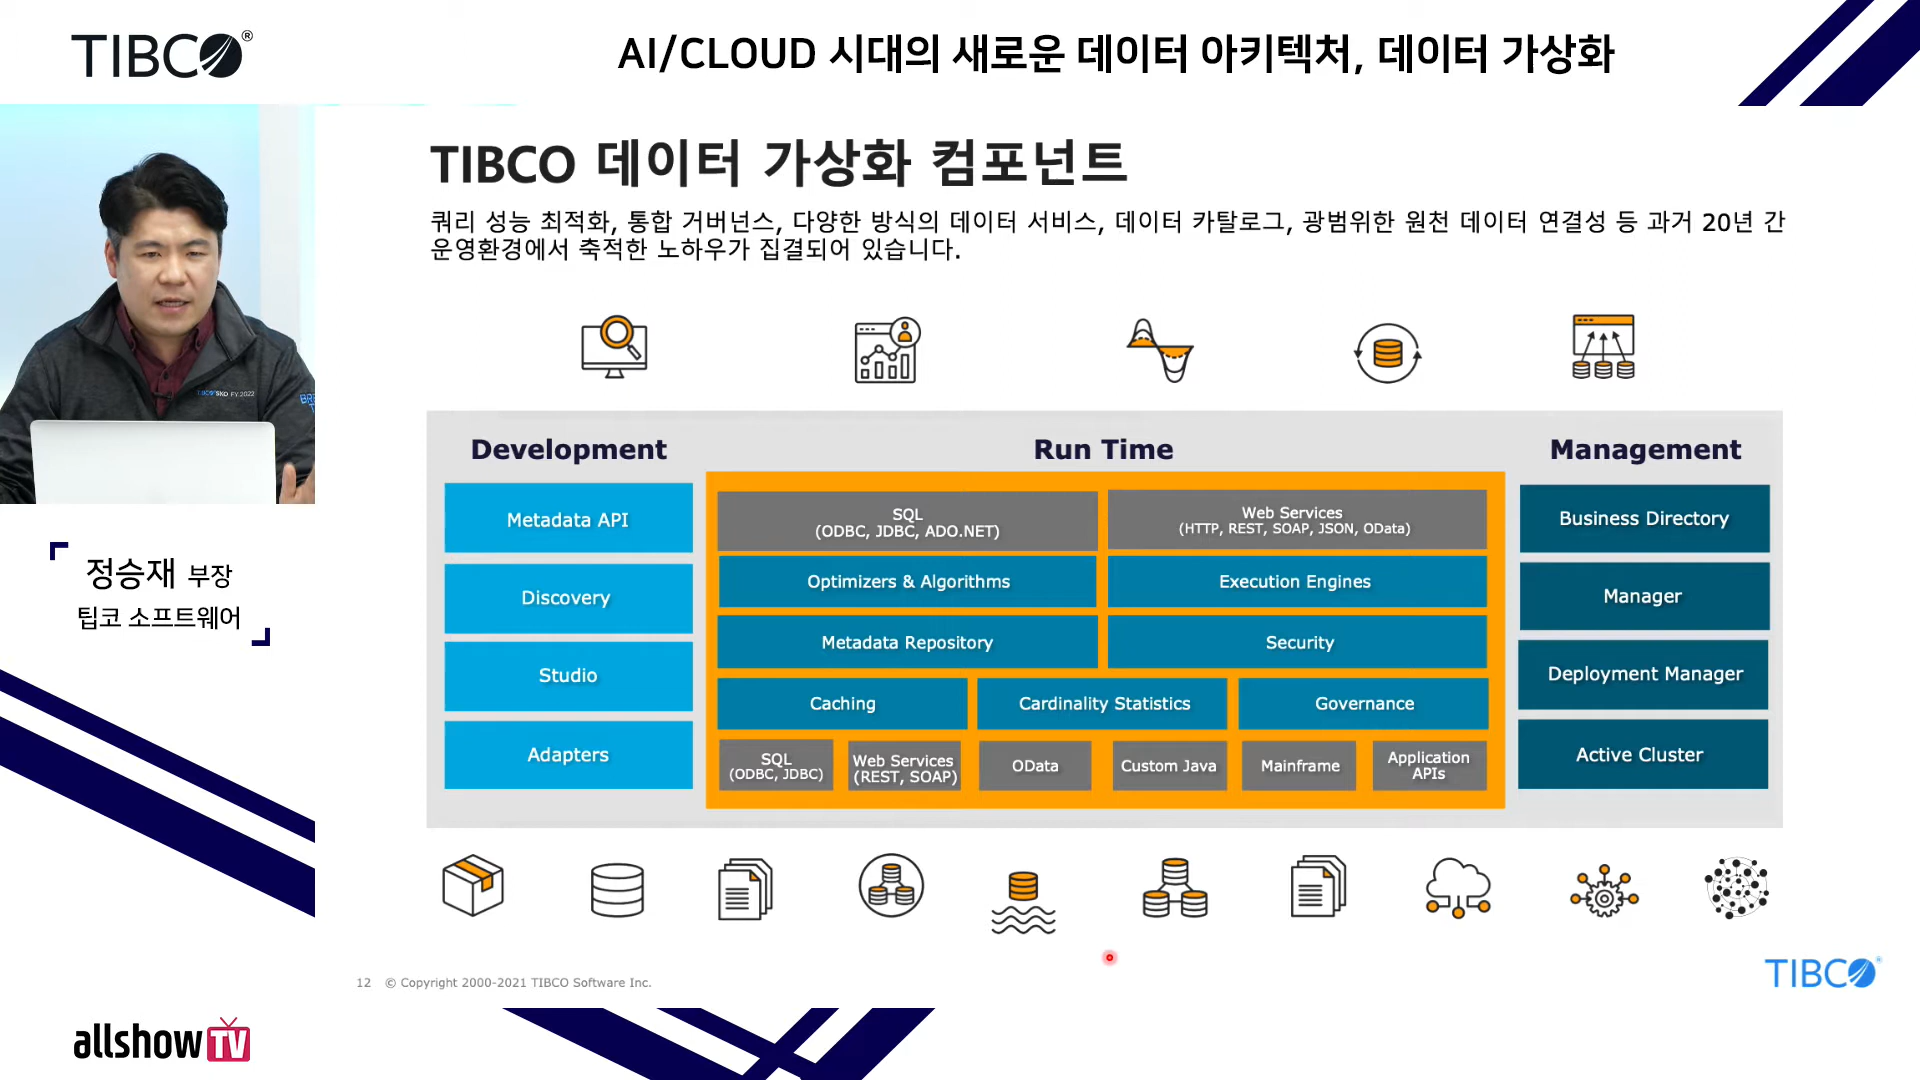 TIBCO®
AI/CLOUD 시대의 새로운 데이터 아키텍처, 데이터 가상화
TIBCO 데이터 가상화 컴포넌트
쿼리 성능 최적화, 통합 거버넌스, 다양한 방식의 데이터 서비스, 데이터 카탈로그, 광범위한 원천 데이터 연결성 등 과거 20년 간
운영환경에서 축적한 노하우가 집결되어 있습니다.
TIBCO SKO FY.2022
정승재 부장
팁코 소프트웨어
Development
Metadata API
Discovery
Studio
Adapters
Run Time
SQL
(ODBC, JDBC, ADO.NET)
Web Services
(HTTP, REST, SOAP, JSON, OData)
Optimizers & Algorithms
Execution Engines
Metadata Repository
Security
Caching
Cardinality Statistics
Governance
SQL
(ODBC, JDBC)
Web Services
(REST, SOAP)
OData
Custom Java
Mainframe
Application
APIs
Management
Business Directory
Manager
Deployment Manager
Active Cluster
12 © Copyright 2000-2021 TIBCO Software Inc.
TIBCO®
allshowTV